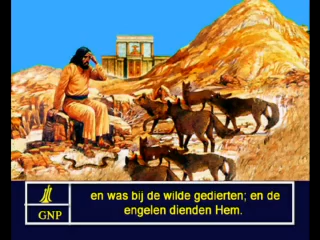 en was bij de wilde gedierten; en de
engelen dienden Hem.
GNP